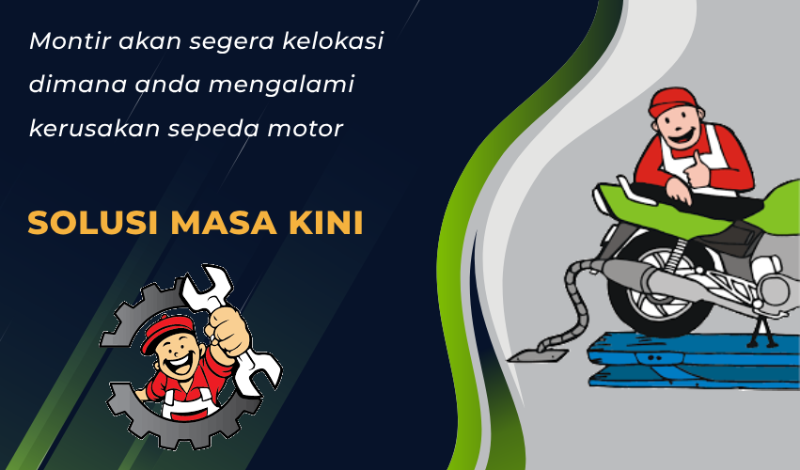 Montir akan segera kelokasi
dimana anda mengalami
kerusakan sepeda motor
SOLUSI MASA KINI